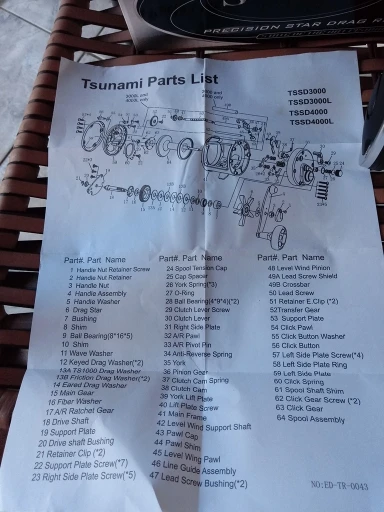 PRECISION STAR DRAG R
Tsunami Parts List
TSSD3000
TSSD3000L
TSSD4000
TSSD4000L
Part# Part Name
1 Handle Nut Retainer Screw
2 Handle Nut Retainer
3 Handle Nut
4 Handle Assembly
5 Handle Washer
6 Drag Star
7 Bushing
8 Shim
9 Ball Bearing(8*16*5)
10 Shim
11 Wave Washer
12 Keyed Drag Washer(*2)
13A TS1000 Drag Washer
13B Friction Drag Washer(*2)
14 Eared Drag Washer
15 Main Gear
16 Fiber Washer
17 A/R Ratchet Gear
18 Drive Shaft
19 Support Plate
20 Drive shaft Bushing
21 Retainer Clip (*2)
22 Support Plate Screw(*7)
23 Right Side Plate Screw(*5)
Part# Part Name
24 Spool Tension Cap
25 Cap Spacer
26 York Spring(*3)
27 O-Ring
28 Ball Bearing(4*9*4)(*2)
29 Clutch Lever Screw
30 Clutch Lever
31 Right Side Plate
32 A/R Pawl
33 A/R Pawl Pin
34 Anti-Reverse Spring
35 York
36 Pinion Gear
37 Clutch Cam Spring
38 Clutch Cam
39 York Lift Plate
40 Lift Plate Screw
41 Main Frame
42 Level Wind Support Shaft
43 Pawl Cap
44 Pawl Shim
45 Level Wing Pawl
46 Line Guide Assembly
47 Lead Screw Bushing(*2)
Part# Part Name
48 Level Wind Pinion
49A Lead Screw Shield
49B Crossbar
50 Lead Screw
51 Retainer E.Clip (*2)
52Transfer Gear
53 Support Plate
54 Click Pawl
55 Click Button Washer
56 Click Button
57 Left Side Plate Screw(*4)
58 Left Side Plate Ring
59 Left Side Plate
60 Click Spring
61 Spool Shaft Shim
62 Click Gear Screw (*2)
63 Click Gear
64 Spool Assembly
NO:ED-TR-0043